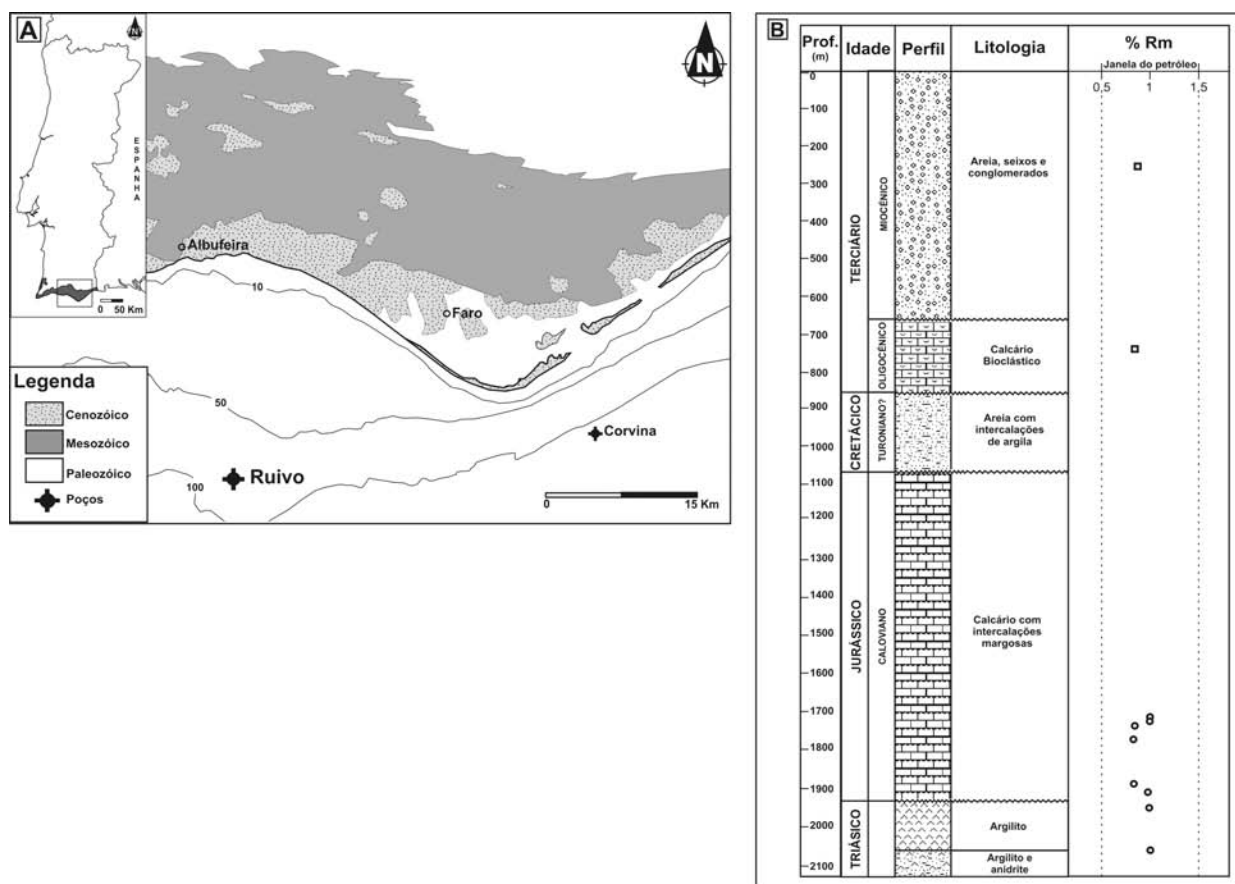 A
N
ESPANHA
0 50 Km
N
Albufeira
10
Faro
Legenda
Cenozóico
Mesozóico
Paleozóico
Poços
50
100
Ruivo
Corvina
0 15 Km
B
Prof. (m)
Idade
Perfil
Litologia
% Rm
Janela do petróleo
0,5 1 1,5
0
100
200
300
400
500
600
700
800
900
1000
1100
1200
1300
1400
1500
1600
1700
1800
1900
2000
2100
TERCIÁRIO
MIOCÉNICO
Areia, seixos e
conglomerados
OLIGOCÉNICO
Calcário
Bioclástico
CRETÁCICO
TURONIANO?
Areia com
intercalações
de argila
JURÁSSICO
CALOVIANO
Calcário com
intercalações
margosas
TRIÁSICO
Argilito
Argilito e
anidrite